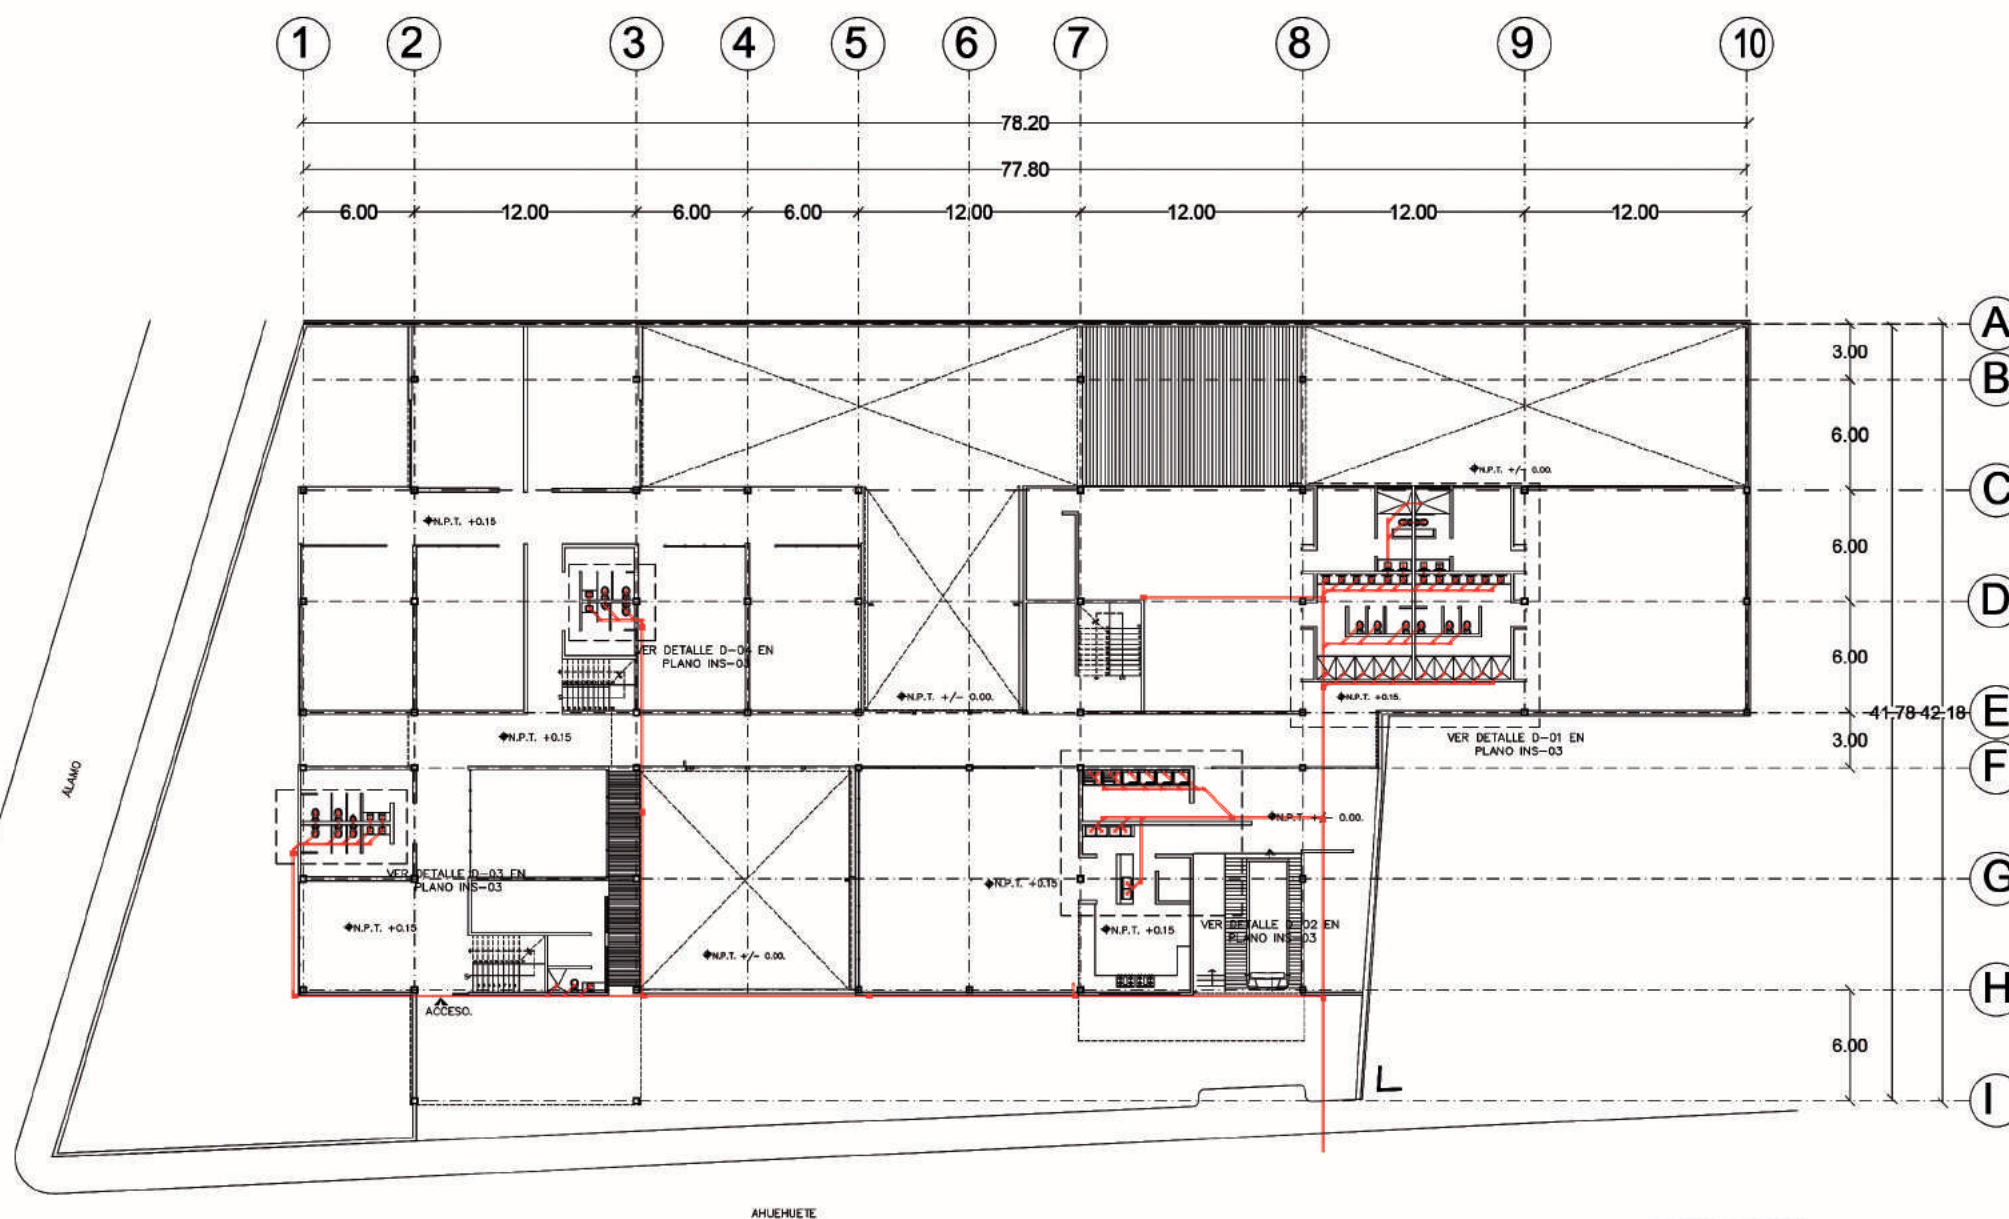 1 2 3 4 5 6 7 8 9 10
78.20
77.80
6.00 12.00 6.00 6.00 12.00 12.00 12.00 12.00
A
3.00
B
6.00
N.P.T. +/- 0.00.
C
N.P.T. +0.15
6.00
D
VER DETALLE D-04 EN
PLANO INS-03
6.00
N.P.T. +/- 0.00.
N.P.T. +0.15.
E
41.78 42.18
N.P.T. +0.15
VER DETALLE D-01 EN
PLANO INS-03
3.00
F
ALAMO
N.P.T. +/- 0.00.
VER DETALLE D-03 EN
PLANO INS-03
N.P.T. +0.15
G
N.P.T. +0.15
N.P.T. +0.15
VER DETALLE D-02 EN
PLANO INS-03
N.P.T. +/- 0.00.
H
ACCESO.
6.00
I
AHUEHUETE